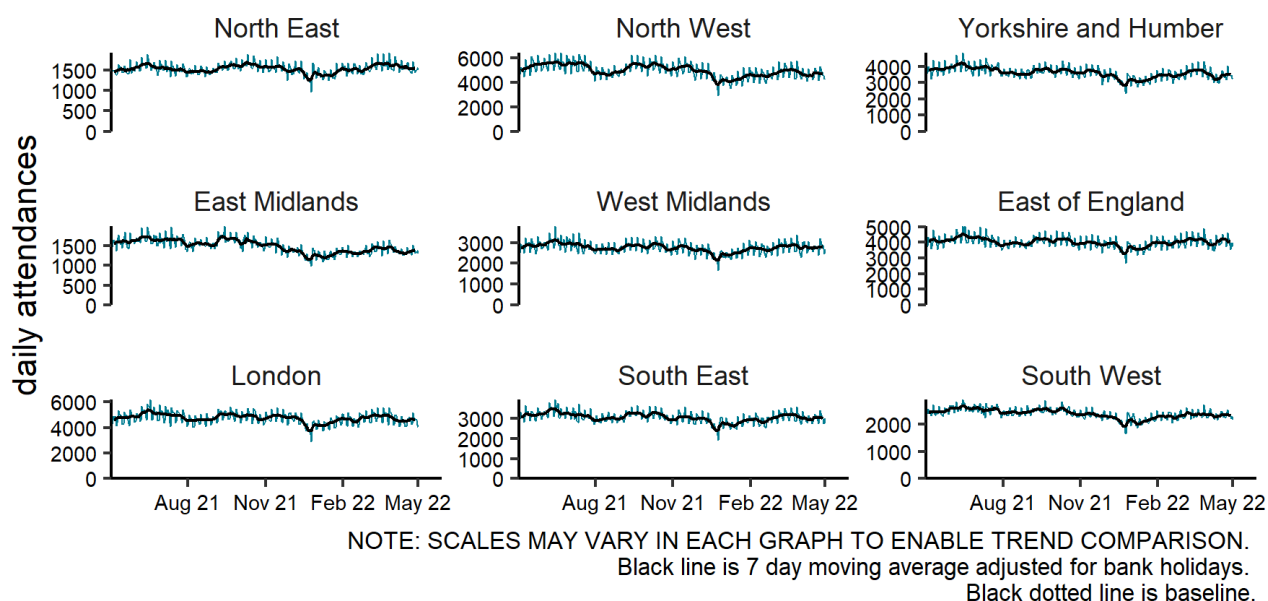 North East
North West
Yorkshire and Humber
1500
1000
500
0
6000
4000
2000
0
4000
3000
2000
1000
0
daily attendances
East Midlands
West Midlands
East of England
1500
1000
500
0
3000
2000
1000
0
5000
4000
3000
2000
1000
0
London
South East
South West
6000
4000
2000
0
3000
2000
1000
0
2000
1000
0
Aug 21 Nov 21 Feb 22 May 22
Aug 21 Nov 21 Feb 22 May 22
Aug 21 Nov 21 Feb 22 May 22
NOTE: SCALES MAY VARY IN EACH GRAPH TO ENABLE TREND COMPARISON.
Black line is 7 day moving average adjusted for bank holidays.
Black dotted line is baseline.